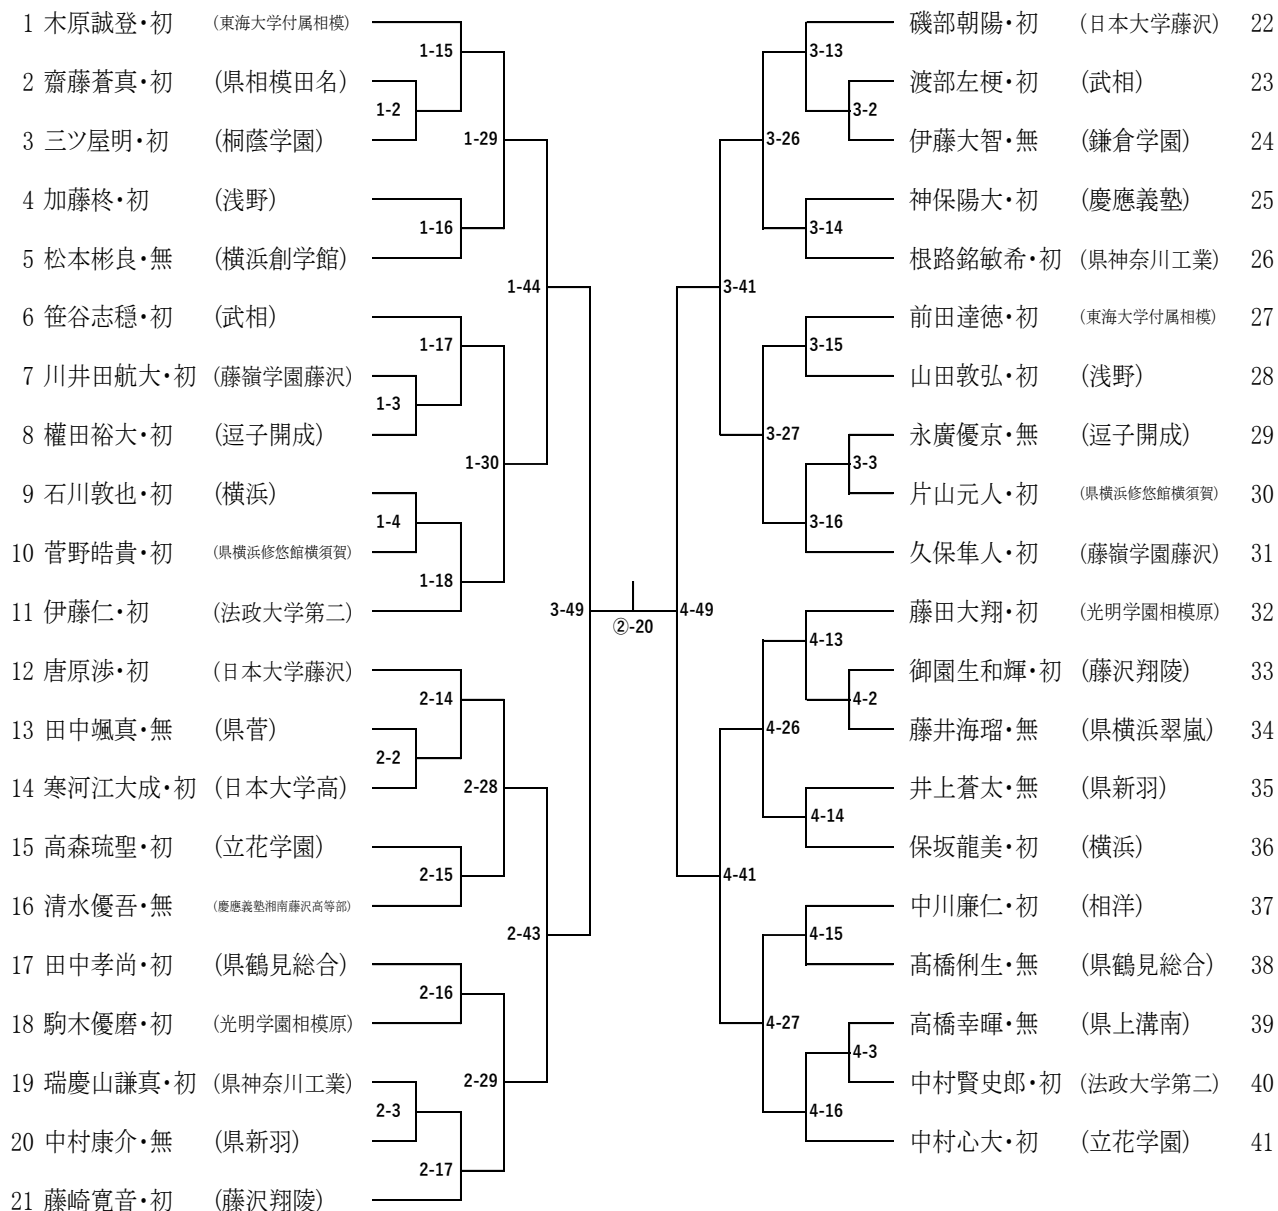 1 木原誠登・初 (東海大学付属相模)
1-15
2 齋藤蒼真・初 (県相模田名)
1-2
3 三ツ屋明・初 (桐蔭学園)
1-29
4 加藤柊・初 (浅野)
1-16
5 松本彬良・無 (横浜創学館)
1-44
6 笹谷志穏・初 (武相)
1-17
7 川井田航大・初 (藤嶺学園藤沢)
1-3
8 權田裕大・初 (逗子開成)
1-30
9 石川敦也・初 (横浜)
1-4
10 菅野皓貴・初 (県横浜修悠館横須賀)
1-18
11 伊藤仁・初 (法政大学第二)
3-49
12 唐原渉・初 (日本大学藤沢)
2-14
13 田中颯真・無 (県菅)
2-2
14 寒河江大成・初 (日本大学高)
2-28
15 高森琉聖・初 (立花学園)
2-15
16 清水優吾・無 (慶應義塾湘南藤沢高等部)
2-43
17 田中孝尚・初 (県鶴見総合)
2-16
18 駒木優磨・初 (光明学園相模原)
19 瑞慶山謙真・初 (県神奈川工業)
2-29
2-3
20 中村康介・無 (県新羽)
2-17
21 藤崎寛音・初 (藤沢翔陵)
②-20
磯部朝陽・初 (日本大学藤沢) 22
3-13
渡部左梗・初 (武相) 23
3-2
伊藤大智・無 (鎌倉学園) 24
3-26
神保陽大・初 (慶應義塾) 25
3-14
根路銘敏希・初 (県神奈川工業) 26
3-41
前田達徳・初 (東海大学付属相模) 27
3-15
山田敦弘・初 (浅野) 28
永廣優京・無 (逗子開成) 29
3-27
3-3
片山元人・初 (県横浜修悠館横須賀) 30
3-16
久保隼人・初 (藤嶺学園藤沢) 31
4-49
藤田大翔・初 (光明学園相模原) 32
4-13
御園生和輝・初 (藤沢翔陵) 33
4-2
藤井海瑠・無 (県横浜翠嵐) 34
4-26
井上蒼太・無 (県新羽) 35
4-14
保坂龍美・初 (横浜) 36
4-41
中川廉仁・初 (相洋) 37
4-15
髙橋俐生・無 (県鶴見総合) 38
高橋幸暉・無 (県上溝南) 39
4-27
4-3
中村賢史郎・初 (法政大学第二) 40
4-16
中村心大・初 (立花学園) 41